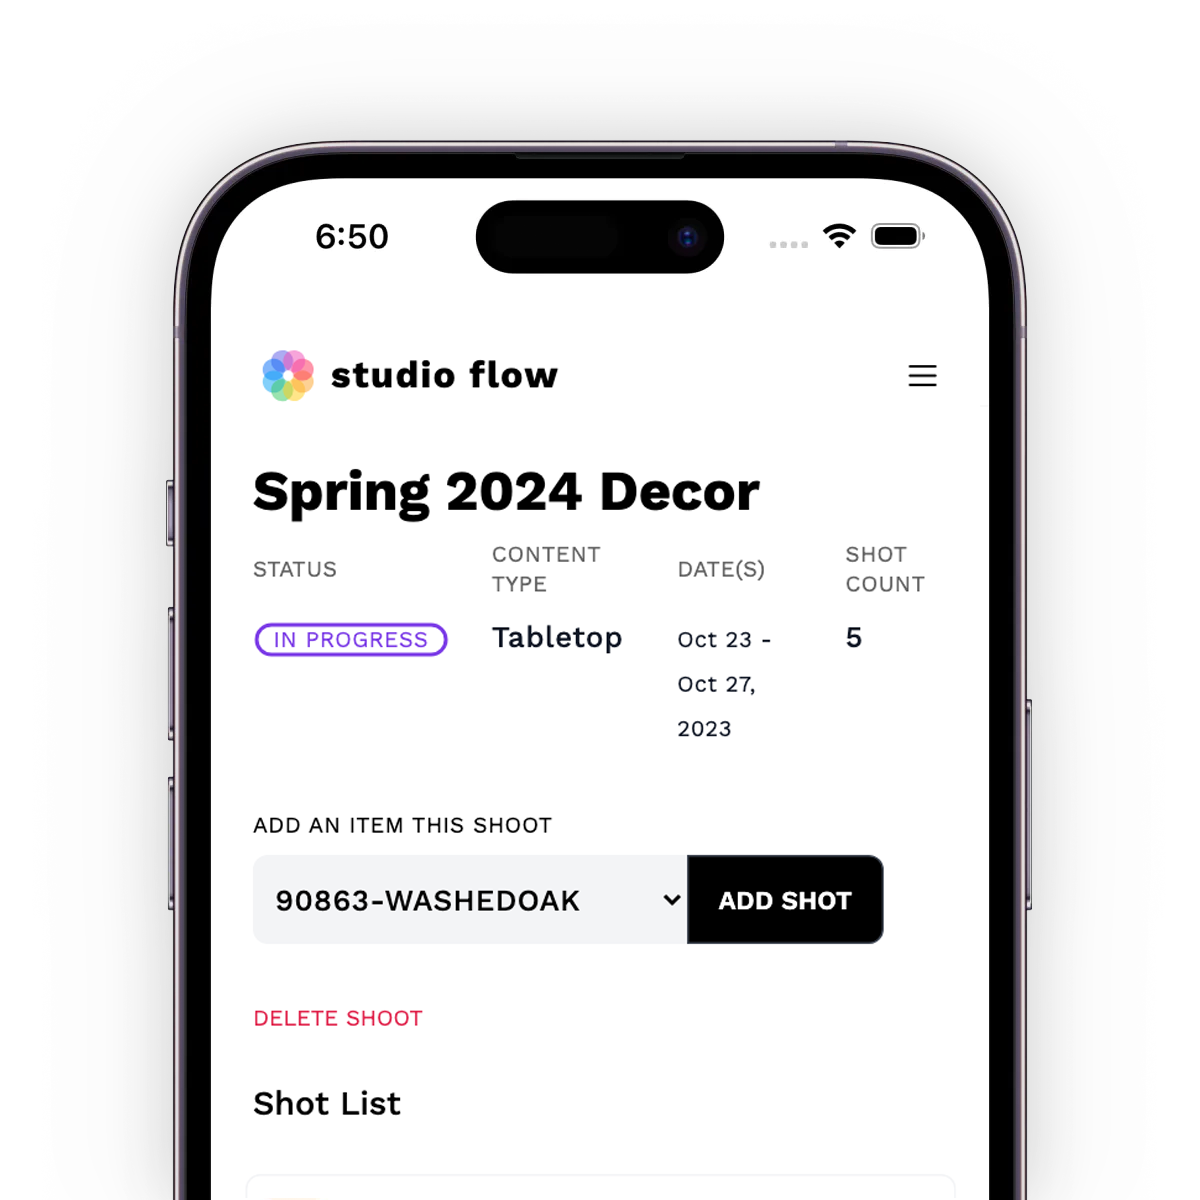 6:50
studio flow
Spring 2024 Decor
STATUS
CONTENT
TYPE
DATE(S)
SHOT
COUNT
IN PROGRESS
Tabletop
Oct 23 -
Oct 27,
2023
5
ADD AN ITEM THIS SHOOT
90863-WASHEDOAK
ADD SHOT
DELETE SHOOT
Shot List